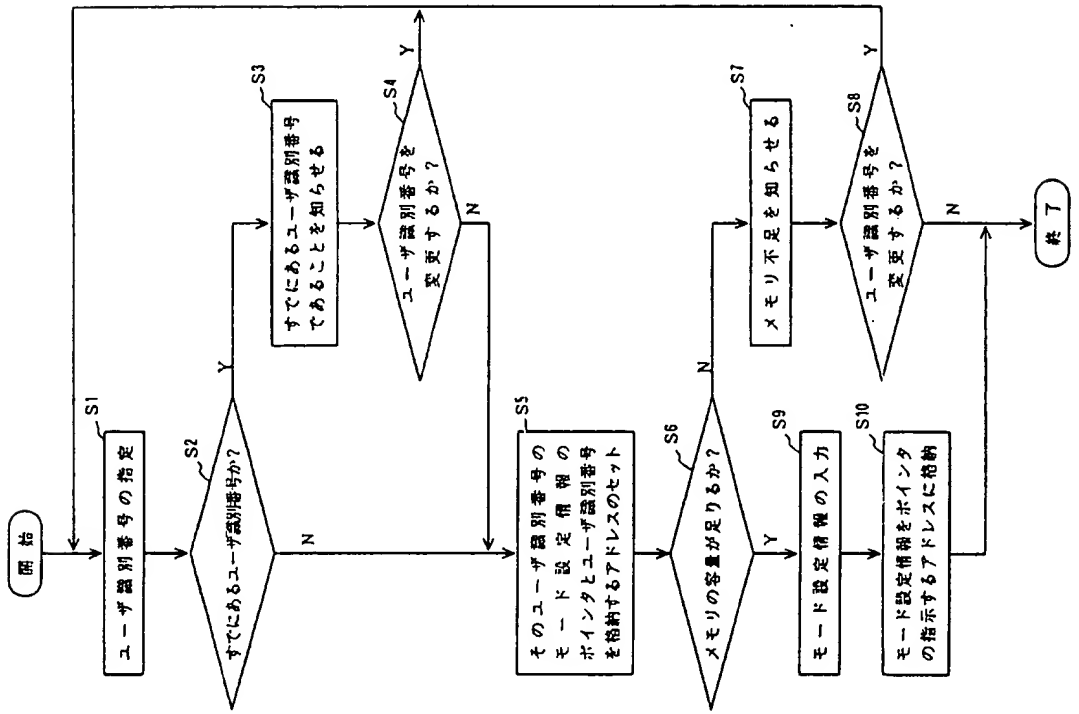 開始
S1
ユーザ識別番号の指定
S2
すでにあるユーザ識別番号か?
Y
N
S3
すでにあるユーザ識別番号
であることを知らせる
S4
ユーザ識別番号を
変更するか?
Y
N
S5
そのユーザ識別番号の
モード設定情報の
ポインタとユーザ識別番号
を格納するアドレスのセット
S6
メモリの容量が足りるか?
N
Y
S7
メモリ不足を知らせる
S8
ユーザ識別番号を
変更するか?
Y
N
S9
モード設定情報の入力
S10
モード設定情報をポインタ
の指示するアドレスに格納
終了